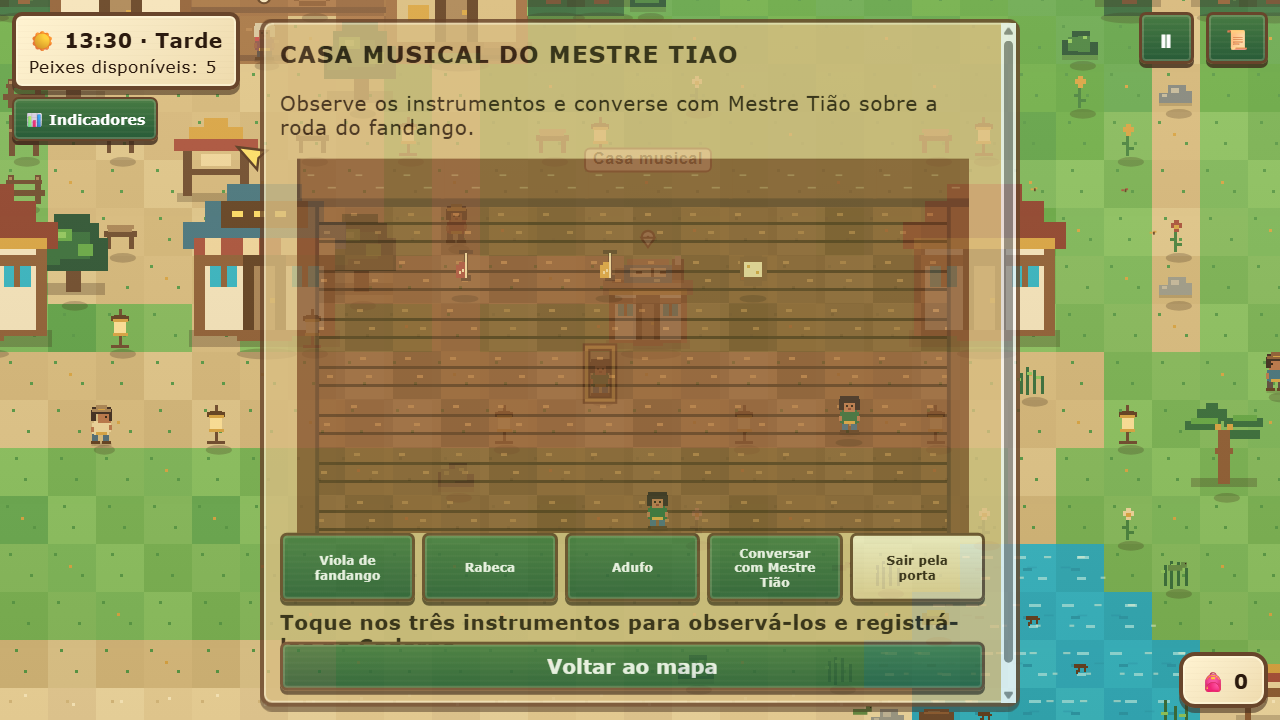 13:30 · Tarde
Peixes disponíveis: 5
Indicadores
CASA MUSICAL DO MESTRE TIAO
Observe os instrumentos e converse com Mestre Tião sobre a
roda do fandango.
Casa musical
Viola de
fandango
Rabeca
Adufo
Conversar
com Mestre
Tião
Sair pela
porta
Toque nos três instrumentos para observá-los e registrá-
Voltar ao mapa
0